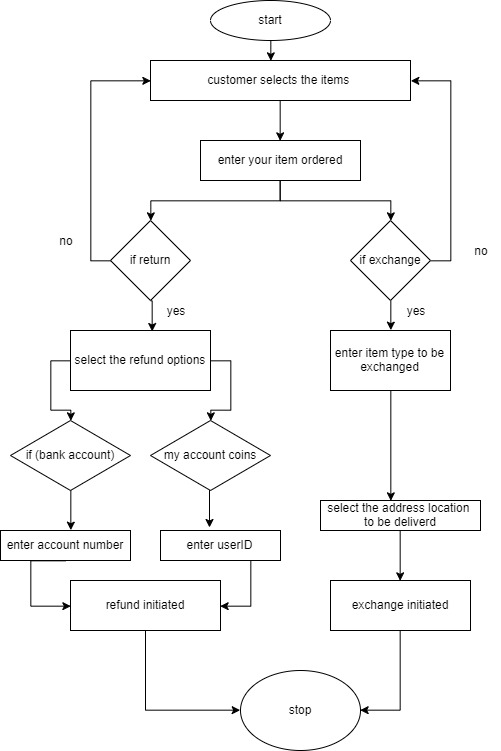 start
customer selects the items
enter your item ordered
no
if return
if exchange
no
yes
yes
select the refund options
enter item type to be
exchanged
if (bank account)
my account coins
select the address location
to be deliverd
enter account number
enter userID
refund initiated
exchange initiated
stop